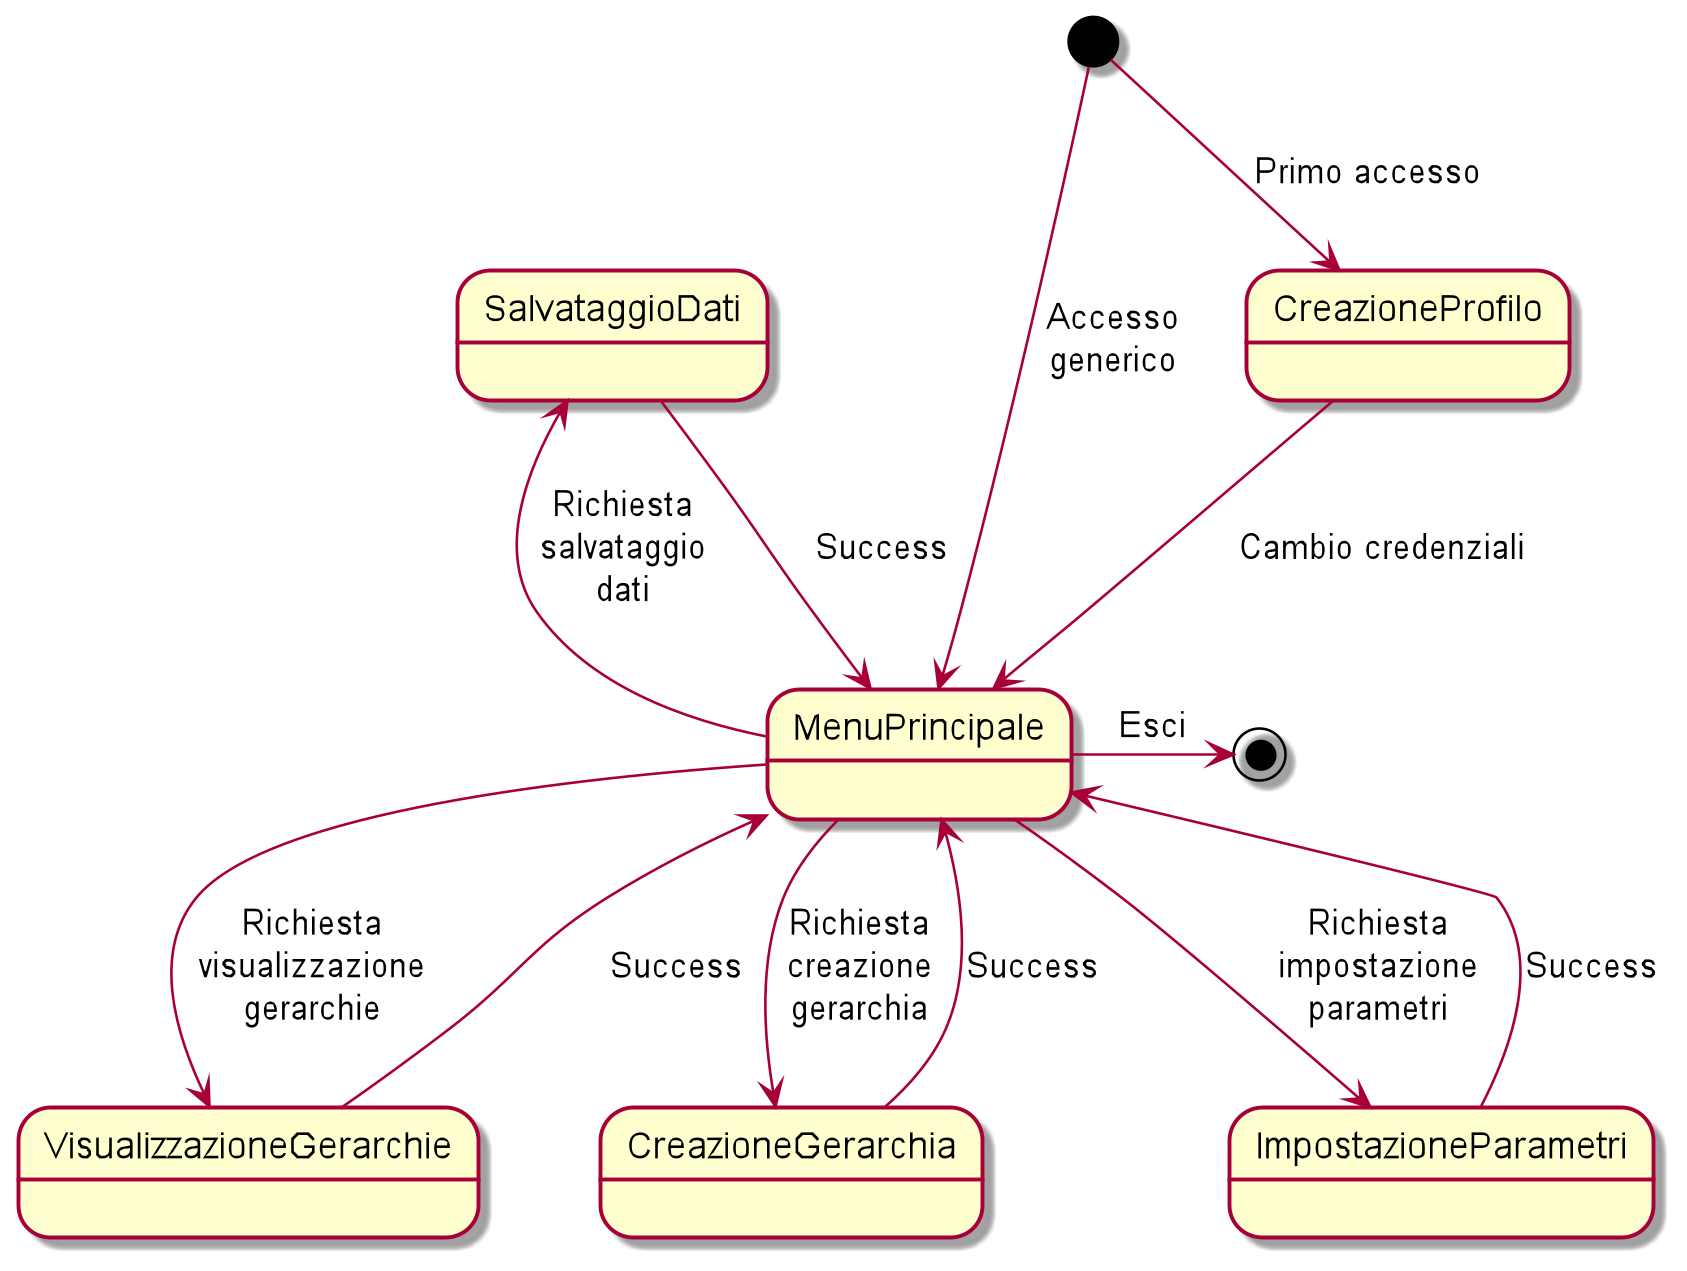 Primo accesso
SalvataggioDati
Accesso
generico
CreazioneProfilo
Richiesta
salvataggio
dati
Success
Cambio credenziali
MenuPrincipale
Esci
Richiesta
visualizzazione
gerarchie
Success
Richiesta
creazione
gerarchia
Success
Richiesta
impostazione
parametri
Success
VisualizzazioneGerarchie
CreazioneGerarchia
ImpostazioneParametri